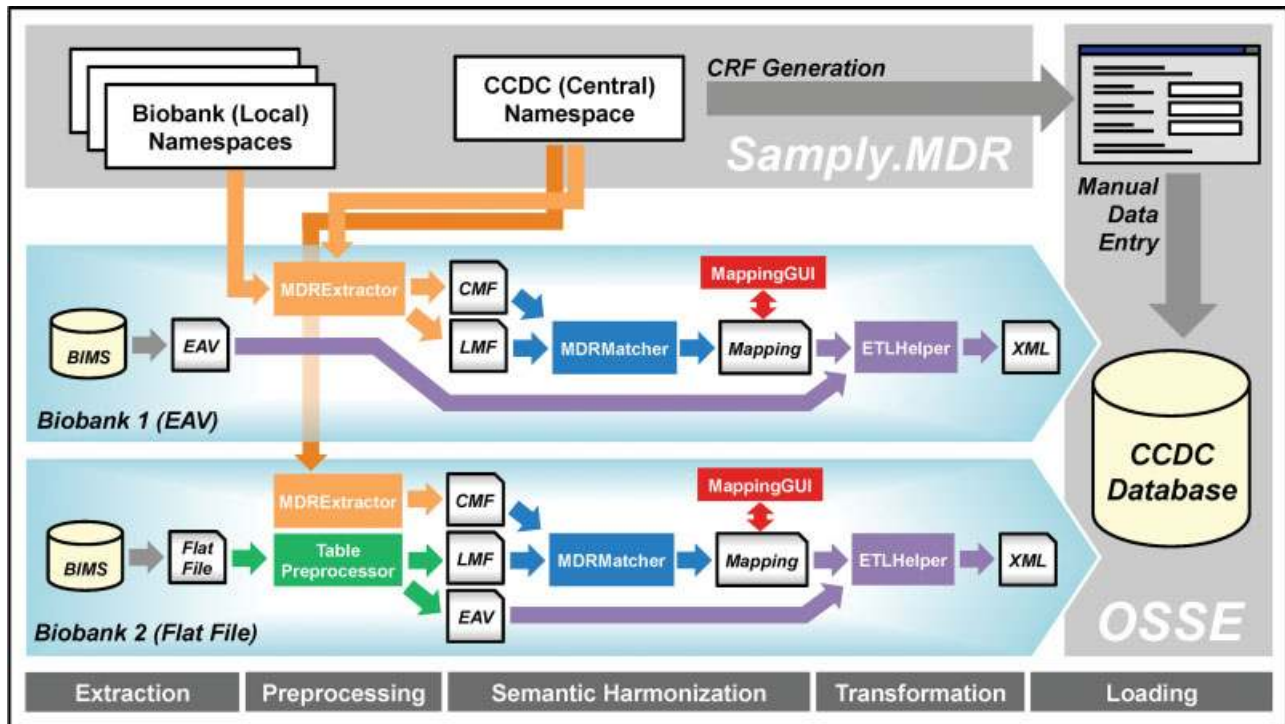 Biobank (Local)
Namespaces
CCDC (Central)
Namespace
CRF Generation
Samply.MDR
Manual
Data
Entry
MDRExtractor
CMF
LMF
MappingGUI
BIMS
EAV
MDRMatcher
Mapping
ETLHelper
XML
Biobank 1 (EAV)
CCDC
Database
MDRExtractor
CMF
MappingGUI
BIMS
Flat
File
Table
Preprocessor
LMF
MDRMatcher
Mapping
ETLHelper
XML
EAV
Biobank 2 (Flat File)
OSSE
Extraction
Preprocessing
Semantic Harmonization
Transformation
Loading